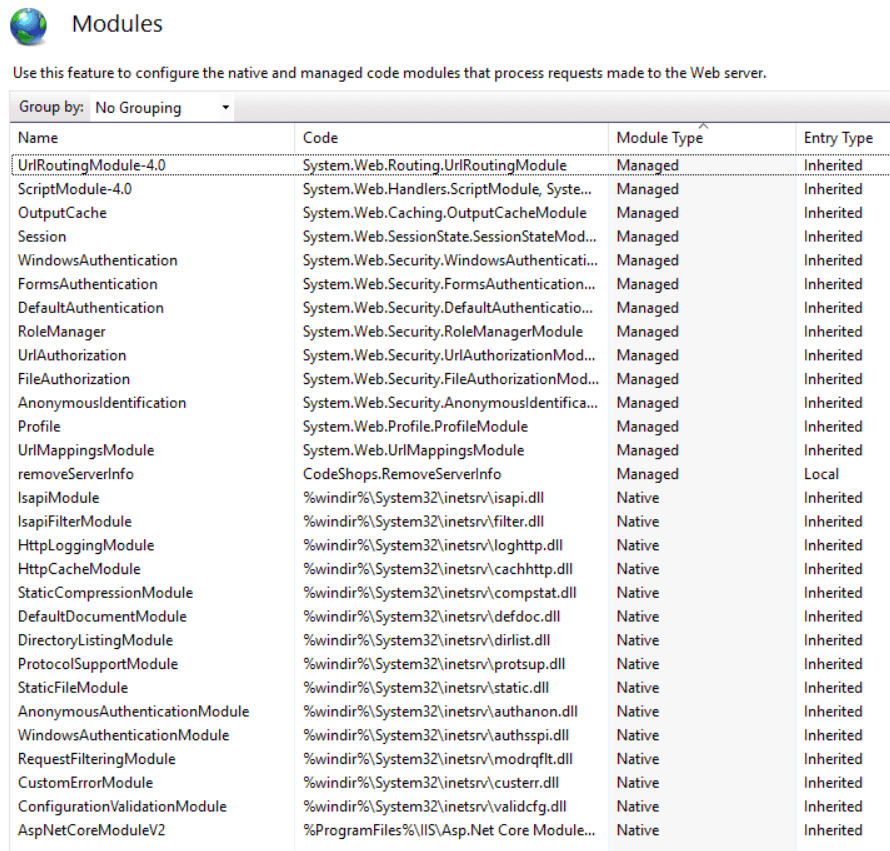 Modules
Use this feature to configure the native and managed code modules that process requests made to the Web server.
Group by: No Grouping
Name Code Module Type Entry Type
UrlRoutingModule-4.0 System.Web.Routing.UrlRoutingModule Managed Inherited
ScriptModule-4.0 System.Web.Handlers.ScriptModule, Syste... Managed Inherited
OutputCache System.Web.Caching.OutputCacheModule Managed Inherited
Session System.Web.SessionState.SessionStateMod... Managed Inherited
WindowsAuthentication System.Web.Security.WindowsAuthenticati... Managed Inherited
FormsAuthentication System.Web.Security.FormsAuthentication... Managed Inherited
DefaultAuthentication System.Web.Security.DefaultAuthenticatio... Managed Inherited
RoleManager System.Web.Security.RoleManagerModule Managed Inherited
UrlAuthorization System.Web.Security.UrlAuthorizationMod... Managed Inherited
FileAuthorization System.Web.Security.FileAuthorizationMod... Managed Inherited
AnonymousIdentification System.Web.Security.AnonymousIdentifica... Managed Inherited
Profile System.Web.Profile.ProfileModule Managed Inherited
UrlMappingsModule System.Web.UrlMappingsModule Managed Inherited
removeServerInfo CodeShops.RemoveServerInfo Managed Local
IsapiModule %windir%\System32\inetsrv\isapi.dll Native Inherited
IsapiFilterModule %windir%\System32\inetsrv\filter.dll Native Inherited
HttpLoggingModule %windir%\System32\inetsrv\loghttp.dll Native Inherited
HttpCacheModule %windir%\System32\inetsrv\cachhttp.dll Native Inherited
StaticCompressionModule %windir%\System32\inetsrv\compstat.dll Native Inherited
DefaultDocumentModule %windir%\System32\inetsrv\defdoc.dll Native Inherited
DirectoryListingModule %windir%\System32\inetsrv\dirlist.dll Native Inherited
ProtocolSupportModule %windir%\System32\inetsrv\protsup.dll Native Inherited
StaticFileModule %windir%\System32\inetsrv\static.dll Native Inherited
AnonymousAuthenticationModule %windir%\System32\inetsrv\authanon.dll Native Inherited
WindowsAuthenticationModule %windir%\System32\inetsrv\authsspi.dll Native Inherited
RequestFilteringModule %windir%\System32\inetsrv\modrqflt.dll Native Inherited
CustomErrorModule %windir%\System32\inetsrv\custerr.dll Native Inherited
ConfigurationValidationModule %windir%\System32\inetsrv\validcfg.dll Native Inherited
AspNetCoreModuleV2 %ProgramFiles%\IIS\Asp.Net Core Module... Native Inherited